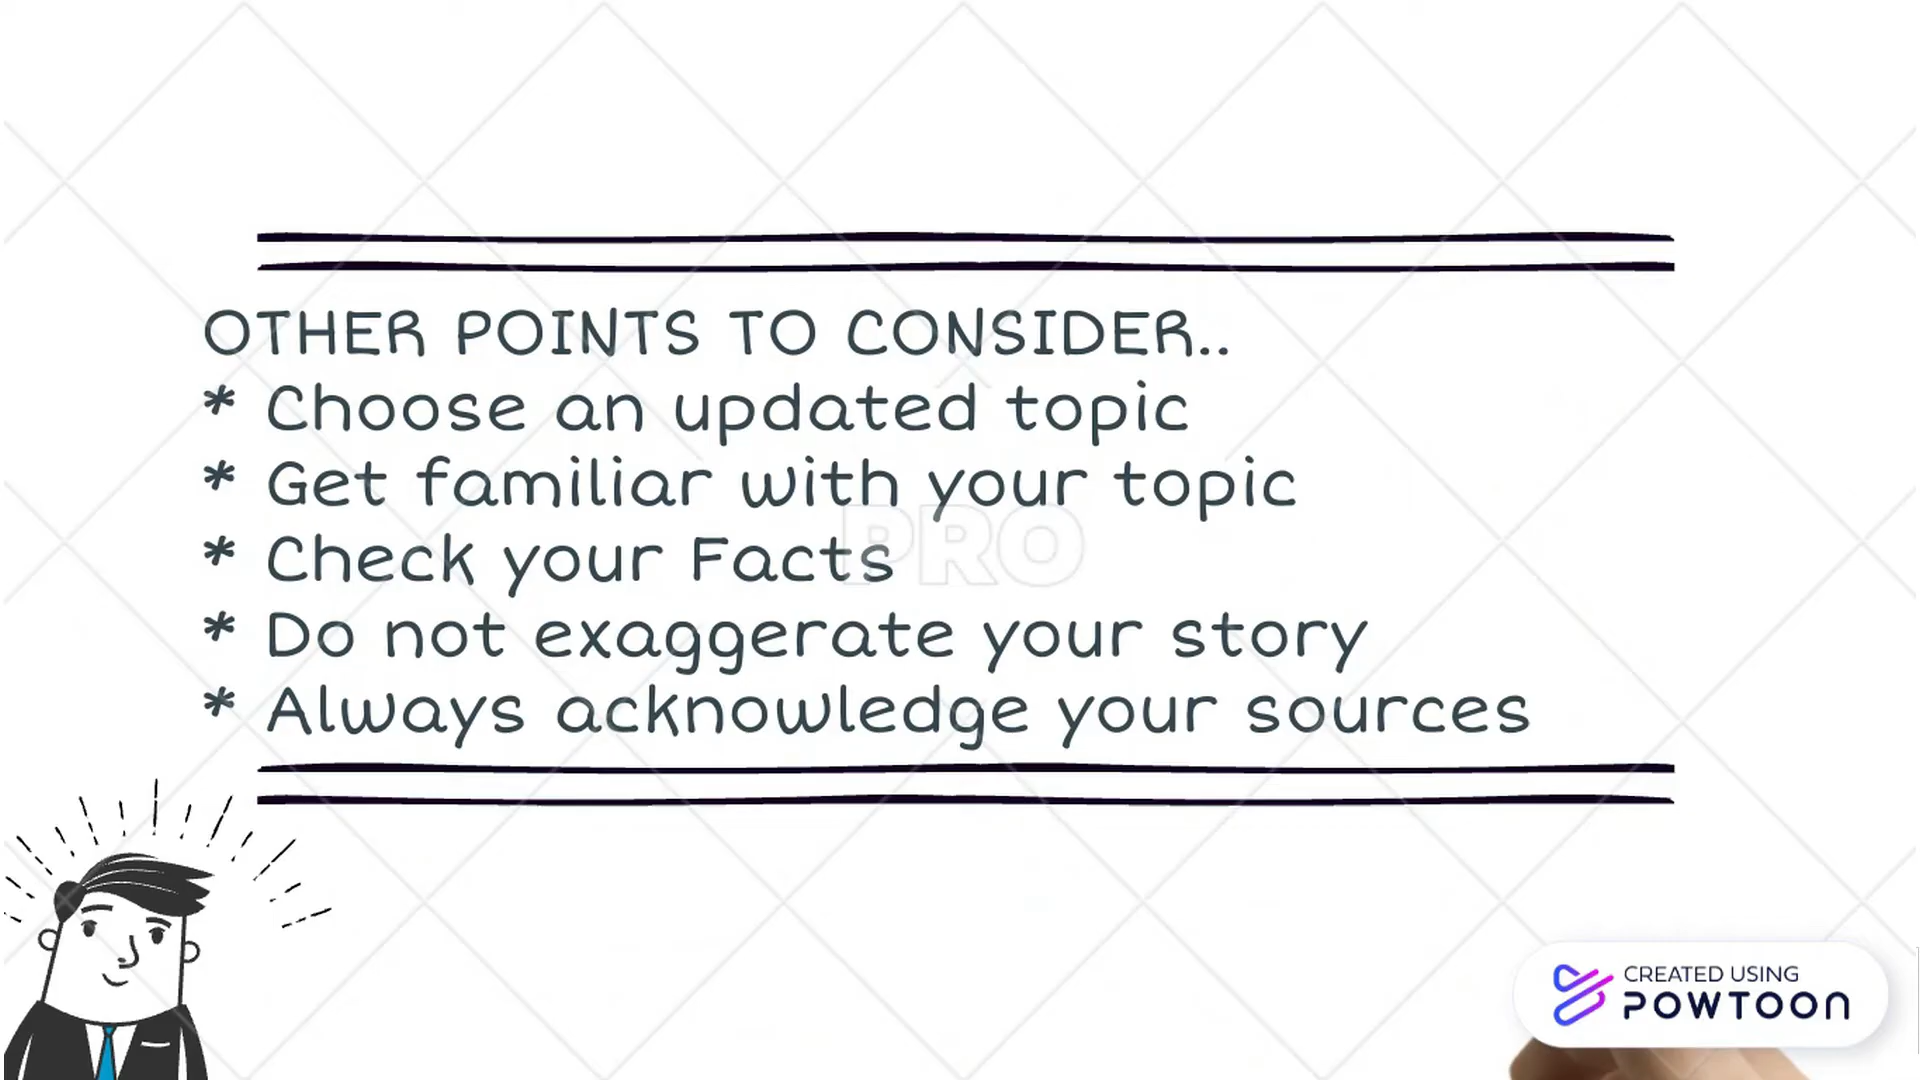 OTHER POINTS TO CONSIDER..
* Choose an updated topic
* Get familiar with your topic
* Check your Facts
* Do not exaggerate your story
* Always acknowledge your sources
PRO
CREATED USING
POWTOON